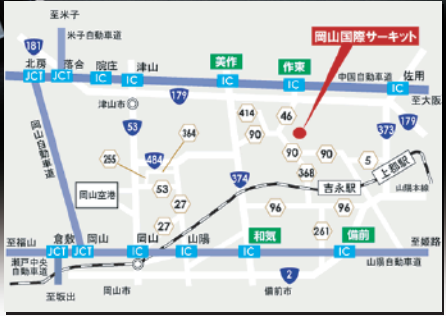 至米子
米子自動車道
181
北房
落合
院庄
津山
美作
作東
岡山国際サーキット
JCT
JCT
IC
IC
IC
IC
中国自動車道
佐用
IC
至大阪
179
津山市
53
364
414
90
46
373
179
岡山自動車道
255
484
90
90
5
上郡駅
374
368
吉永駅
山陽本線
岡山空港
53
27
27
96
96
261
至福山
倉敷
岡山
岡山
山陽
和気
備前
至姫路
JCT
JCT
IC
IC
IC
IC
瀬戸中央
自動車道
山陽自動車道
2
至坂出
岡山市
備前市